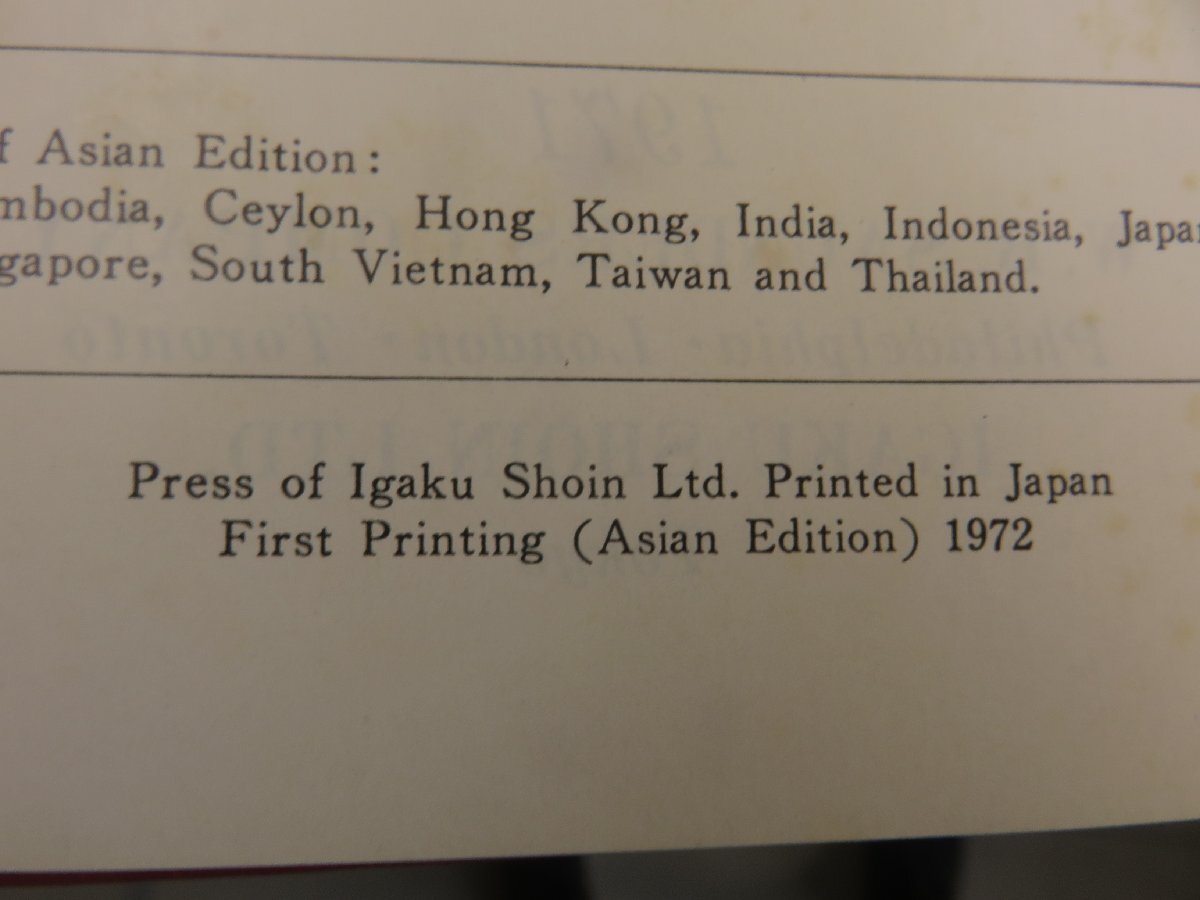 f Asian Edition:
mbodia, Ceylon, Hong Kong, India, Indonesia, Japan
gapore, South Vietnam, Taiwan and Thailand.
Press of Igaku Shoin Ltd. Printed in Japan
First Printing (Asian Edition) 1972